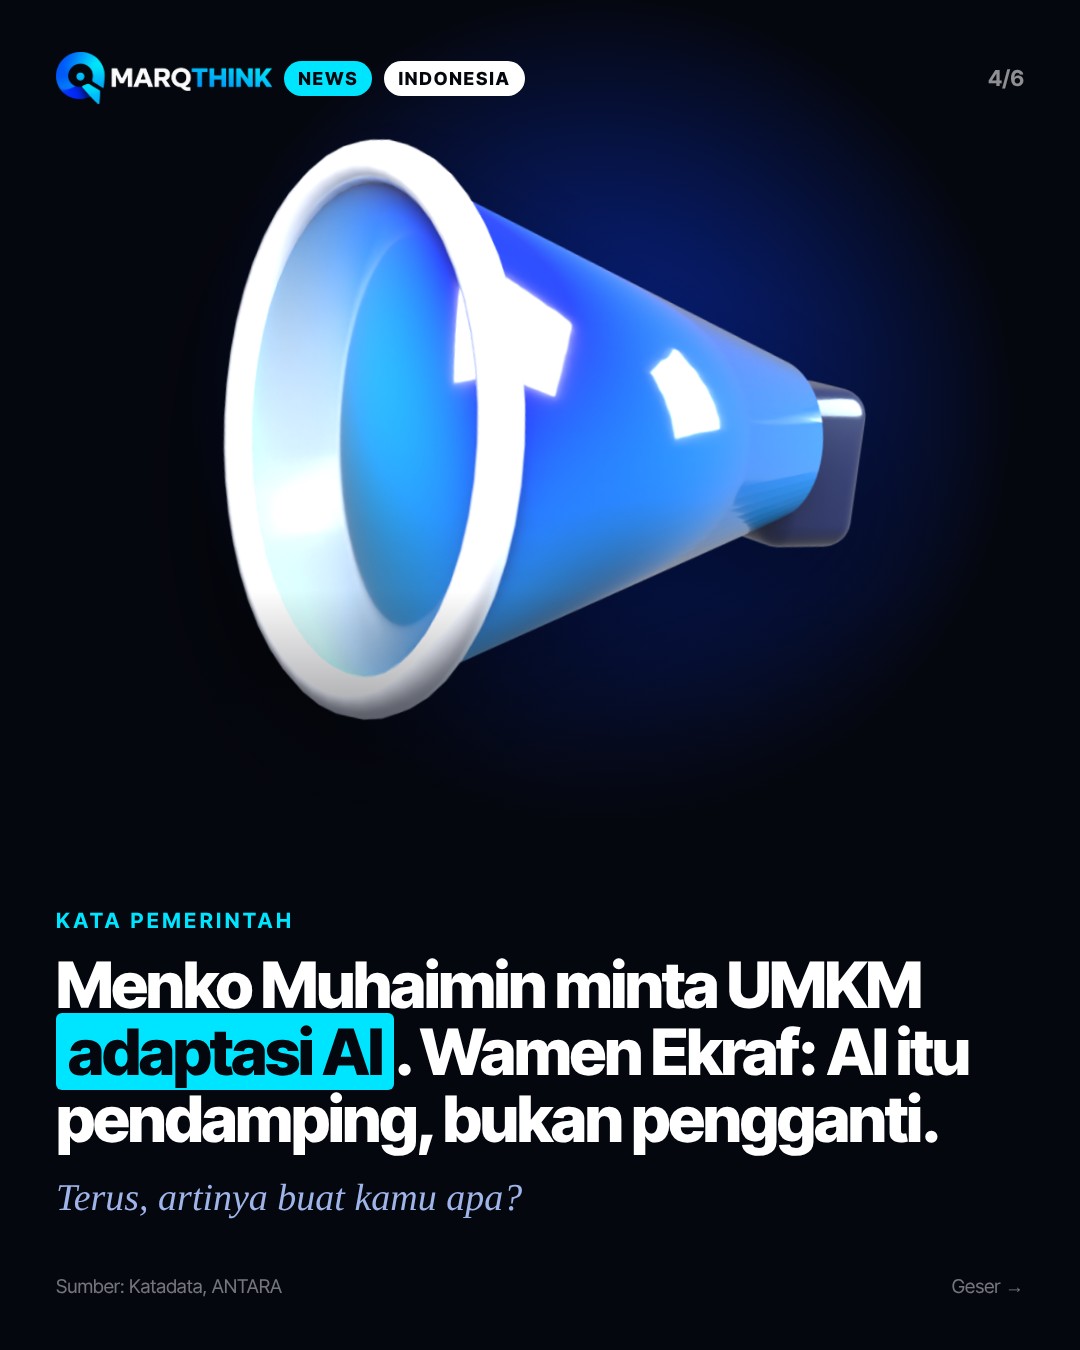 MARQTHINK NEWS INDONESIA 4/6
KATA PEMERINTAH
Menko Muhaimin minta UMKM
adaptasi AI. Wamen Ekraf: AI itu
pendamping, bukan pengganti.
Terus, artinya buat kamu apa?
Sumber: Katadata, ANTARA Geser →